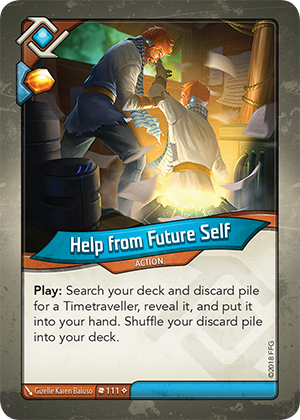 Help from Future Self
ACTION
Play: Search your deck and discard pile
for a Timetraveller, reveal it, and put it
into your hand. Shuffle your discard pile
into your deck.
©2018 FFG
Gizelle Karen Baluso
111